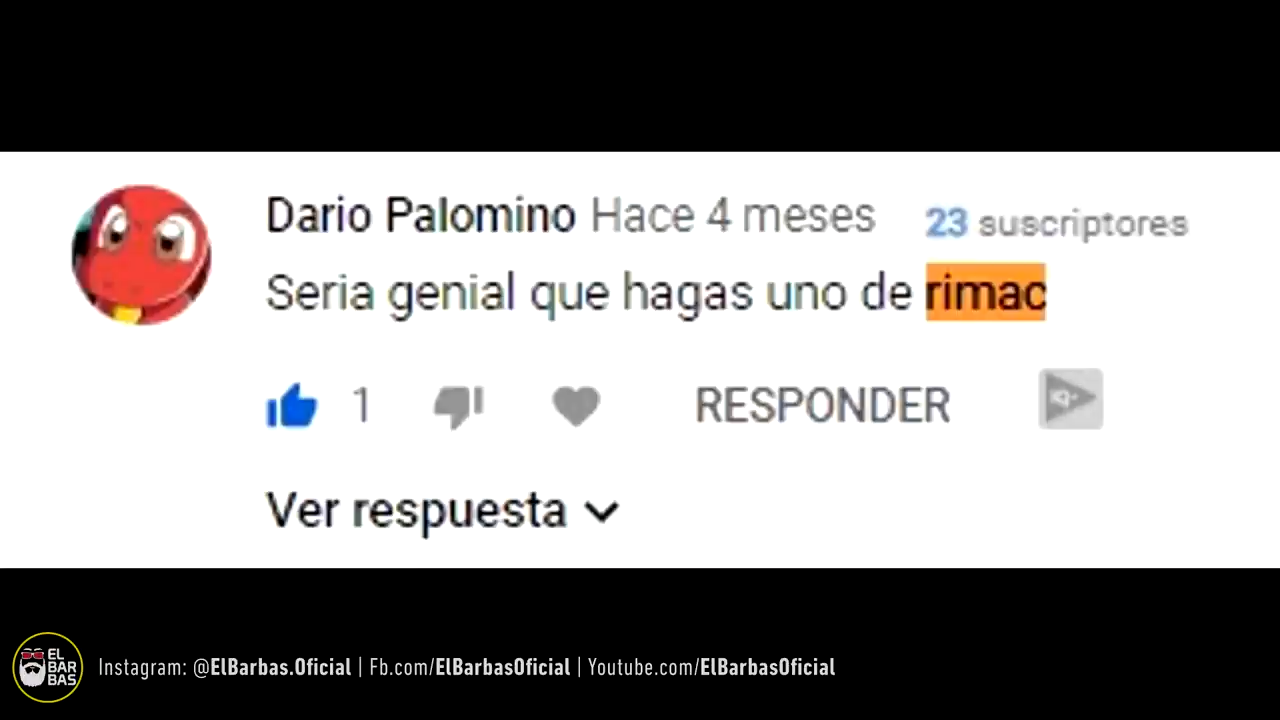 Dario Palomino Hace 4 meses 23 suscriptores
Seria genial que hagas uno de rimac
1 RESPONDER
Ver respuesta
EL
BAR
BAS
Instagram: @ElBarbas.Oficial | Fb.com/ElBarbasOficial | Youtube.com/ElBarbasOficial